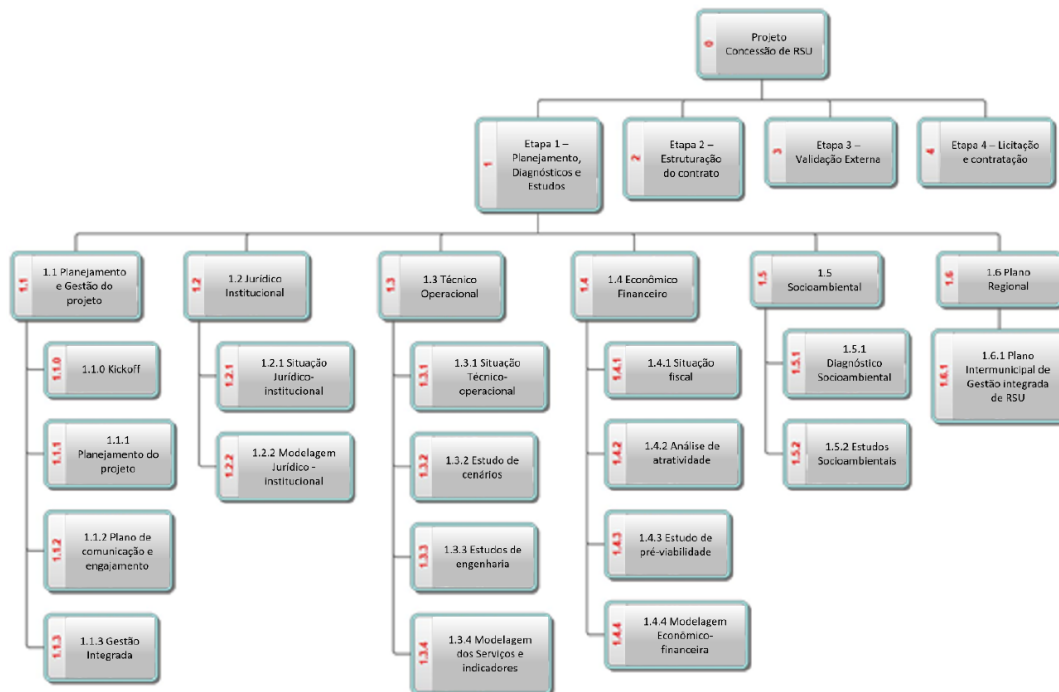 0
Projeto
Concessão de RSU
1
Etapa 1 –
Planejamento,
Diagnósticos e
Estudos
2
Etapa 2 –
Estruturação
do contrato
3
Etapa 3 –
Validação Externa
4
Etapa 4 – Licitação
e contratação
1.1
1.1 Planejamento
e Gestão do
projeto
1.2
1.2 Jurídico
Institucional
1.3
1.3 Técnico
Operacional
1.4
1.4 Econômico
Financeiro
1.5
1.5
Socioambiental
1.6
1.6 Plano
Regional
1.1.0
1.1.0 Kickoff
1.2.1
1.2.1 Situação
Jurídico-
institucional
1.3.1
1.3.1 Situação
Técnico-
operacional
1.4.1
1.4.1 Situação
fiscal
1.5.1
1.5.1
Diagnóstico
Socioambiental
1.6.1
1.6.1 Plano
Intermunicipal de
Gestão integrada
de RSU
1.1.1
1.1.1
Planejamento do
projeto
1.2.2
1.2.2 Modelagem
Jurídico -
institucional
1.3.2
1.3.2 Estudo de
cenários
1.4.2
1.4.2 Análise de
atratividade
1.5.2
1.5.2 Estudos
Socioambientais
1.1.2
1.1.2 Plano de
comunicação e
engajamento
1.3.3
1.3.3 Estudos de
engenharia
1.4.3
1.4.3 Estudo de
pré-viabilidade
1.1.3
1.1.3 Gestão
Integrada
1.3.4
1.3.4 Modelagem
dos Serviços e
indicadores
1.4.4
1.4.4 Modelagem
Econômico-
financeira